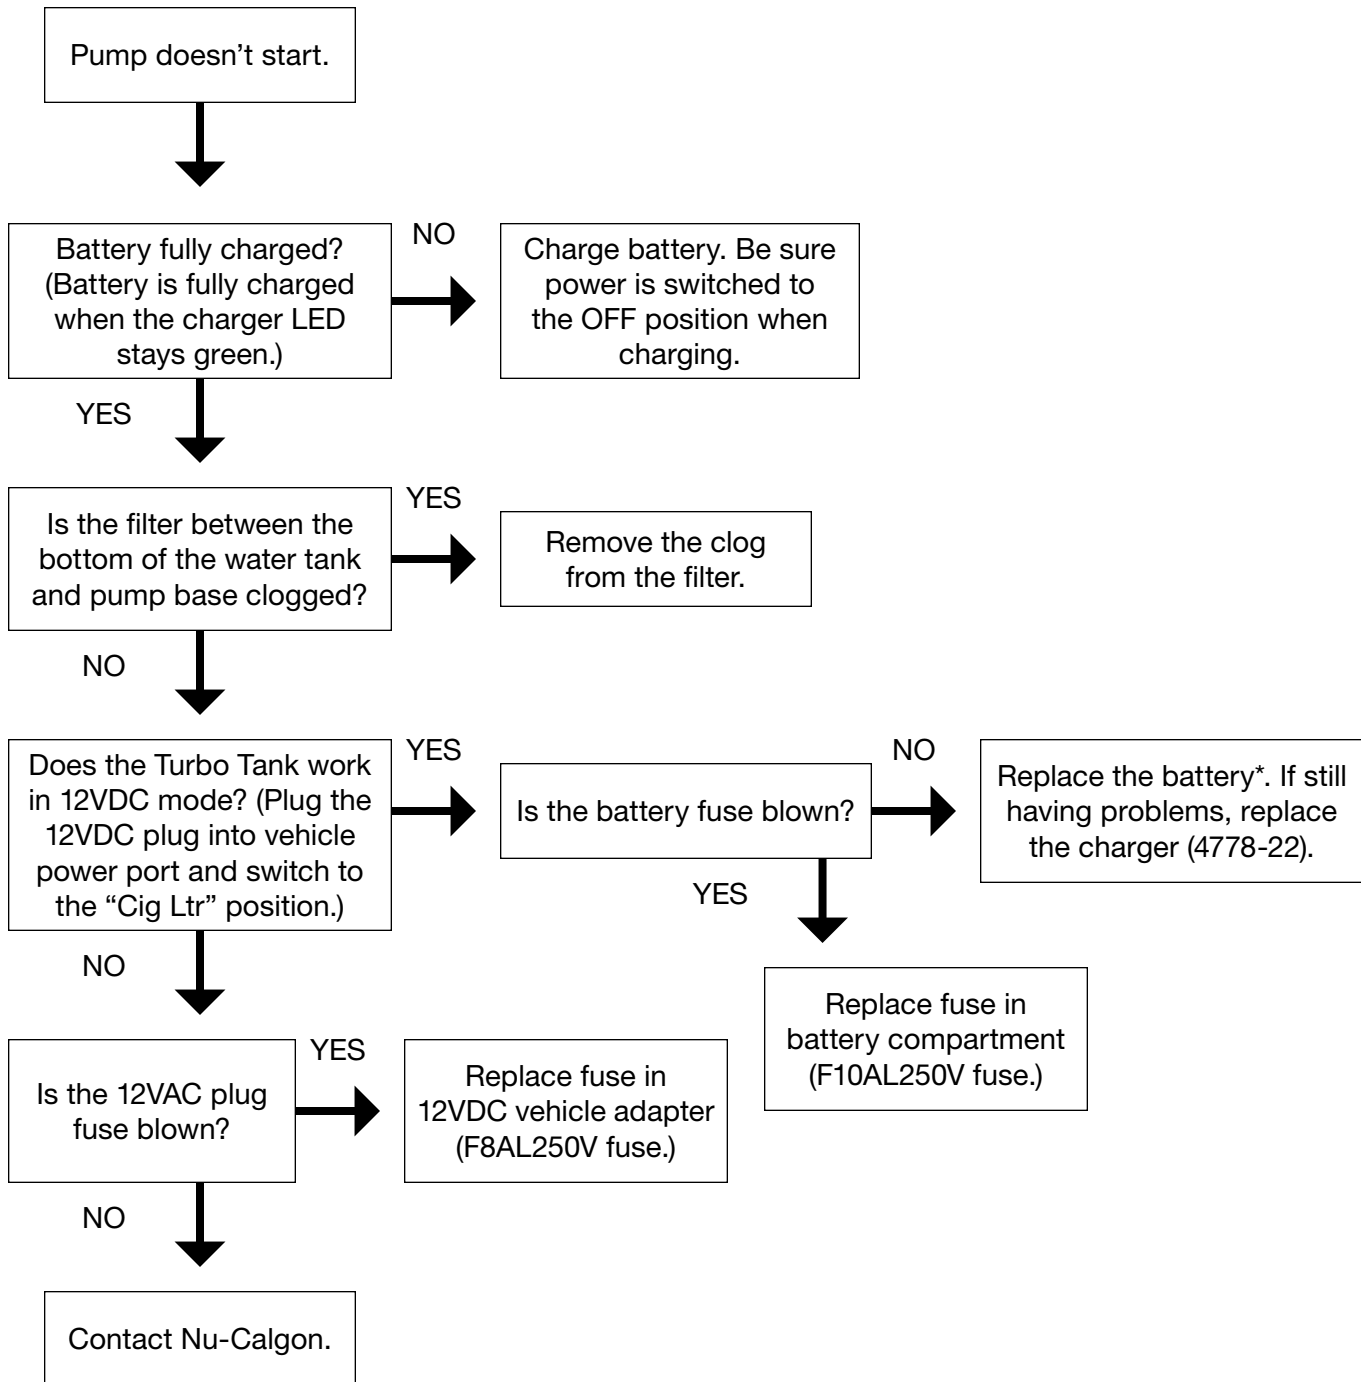 Pump doesn’t start.
Battery fully charged?
(Battery is fully charged
when the charger LED
stays green.)
NO
Charge battery. Be sure
power is switched to
the OFF position when
charging.
YES
Is the filter between the
bottom of the water tank
and pump base clogged?
YES
Remove the clog
from the filter.
NO
Does the Turbo Tank work
in 12VDC mode? (Plug the
12VDC plug into vehicle
power port and switch to
the “Cig Ltr” position.)
YES
Is the battery fuse blown?
NO
Replace the battery*. If still
having problems, replace
the charger (4778-22).
YES
Replace fuse in
battery compartment
(F10AL250V fuse.)
NO
Is the 12VAC plug
fuse blown?
YES
Replace fuse in
12VDC vehicle adapter
(F8AL250V fuse.)
NO
Contact Nu-Calgon.